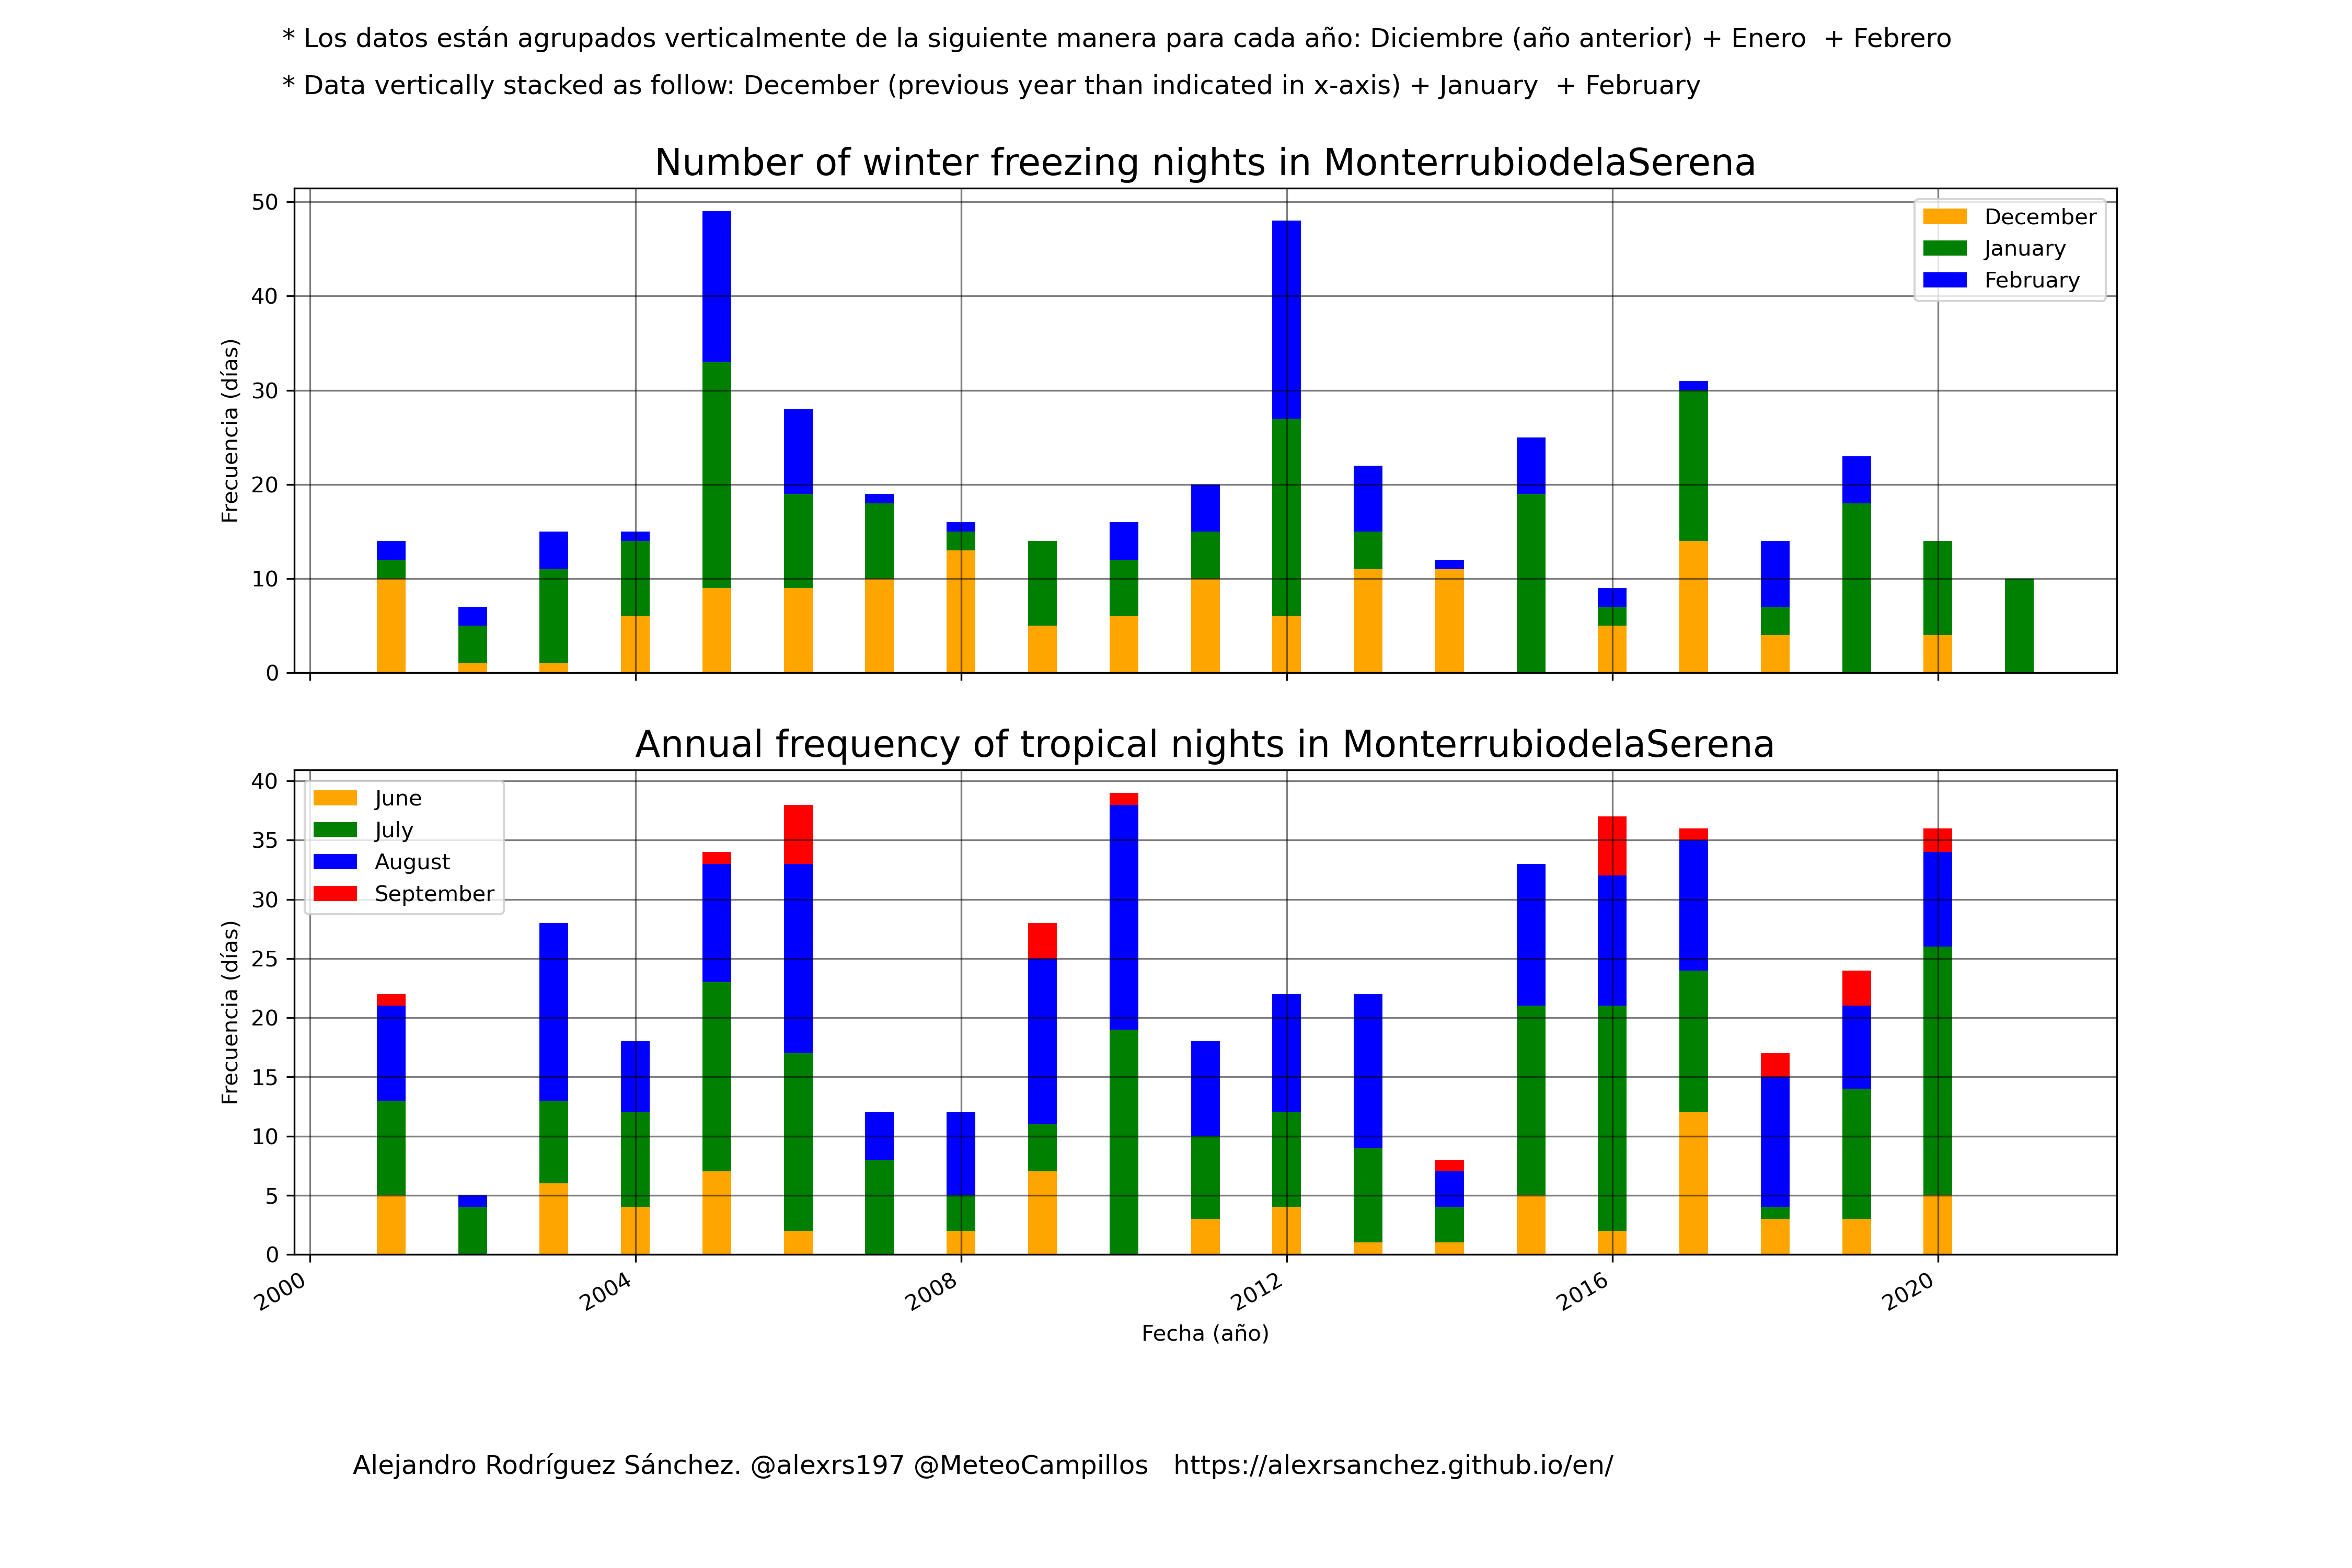 * Los datos están agrupados verticalmente de la siguiente manera para cada año: Diciembre (año anterior) + Enero  + Febrero
* Data vertically stacked as follow: December (previous year than indicated in x-axis) + January  + February
Number of winter freezing nights in MonterrubiodelaSerena
50
40
30
20
10
0
Frecuencia (días)
December
January
February
Annual frequency of tropical nights in MonterrubiodelaSerena
40
35
30
25
20
15
10
5
0
Frecuencia (días)
June
July
August
September
2000
2004
2008
2012
2016
2020
Fecha (año)
Alejandro Rodríguez Sánchez. @alexrs197 @MeteoCampillos   https://alexrsanchez.github.io/en/